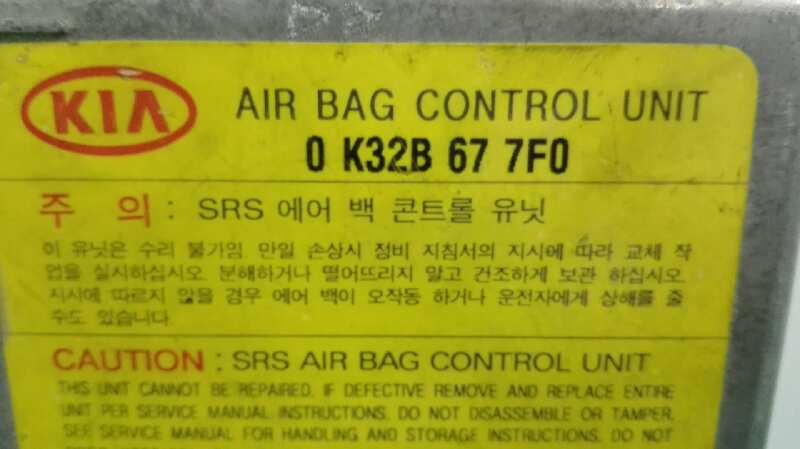 KIA AIR BAG CONTROL UNIT
0 K32B 67 7F0
주 의 : SRS 에어 백 콘트롤 유닛
이 유닛은 수리 불가임. 만일 손상시 정비 지침서의 지시에 따라 교체 작
업을 실시하십시오. 분해하거나 떨어뜨리지 말고 건조하게 보관 하십시오.
지시에 따르지 않을 경우 에어 백이 오작동 하거나 운전자에게 상해를 줄
수도 있습니다.
CAUTION : SRS AIR BAG CONTROL UNIT
THIS UNIT CANNOT BE REPAIRED. IF DEFECTIVE REMOVE AND REPLACE ENTIRE
UNIT PER SERVICE MANUAL INSTRUCTIONS. DO NOT DISASSEMBLE OR TAMPER.
SEE SERVICE MANUAL FOR HANDLING AND STORAGE INSTRUCTIONS. DO NOT